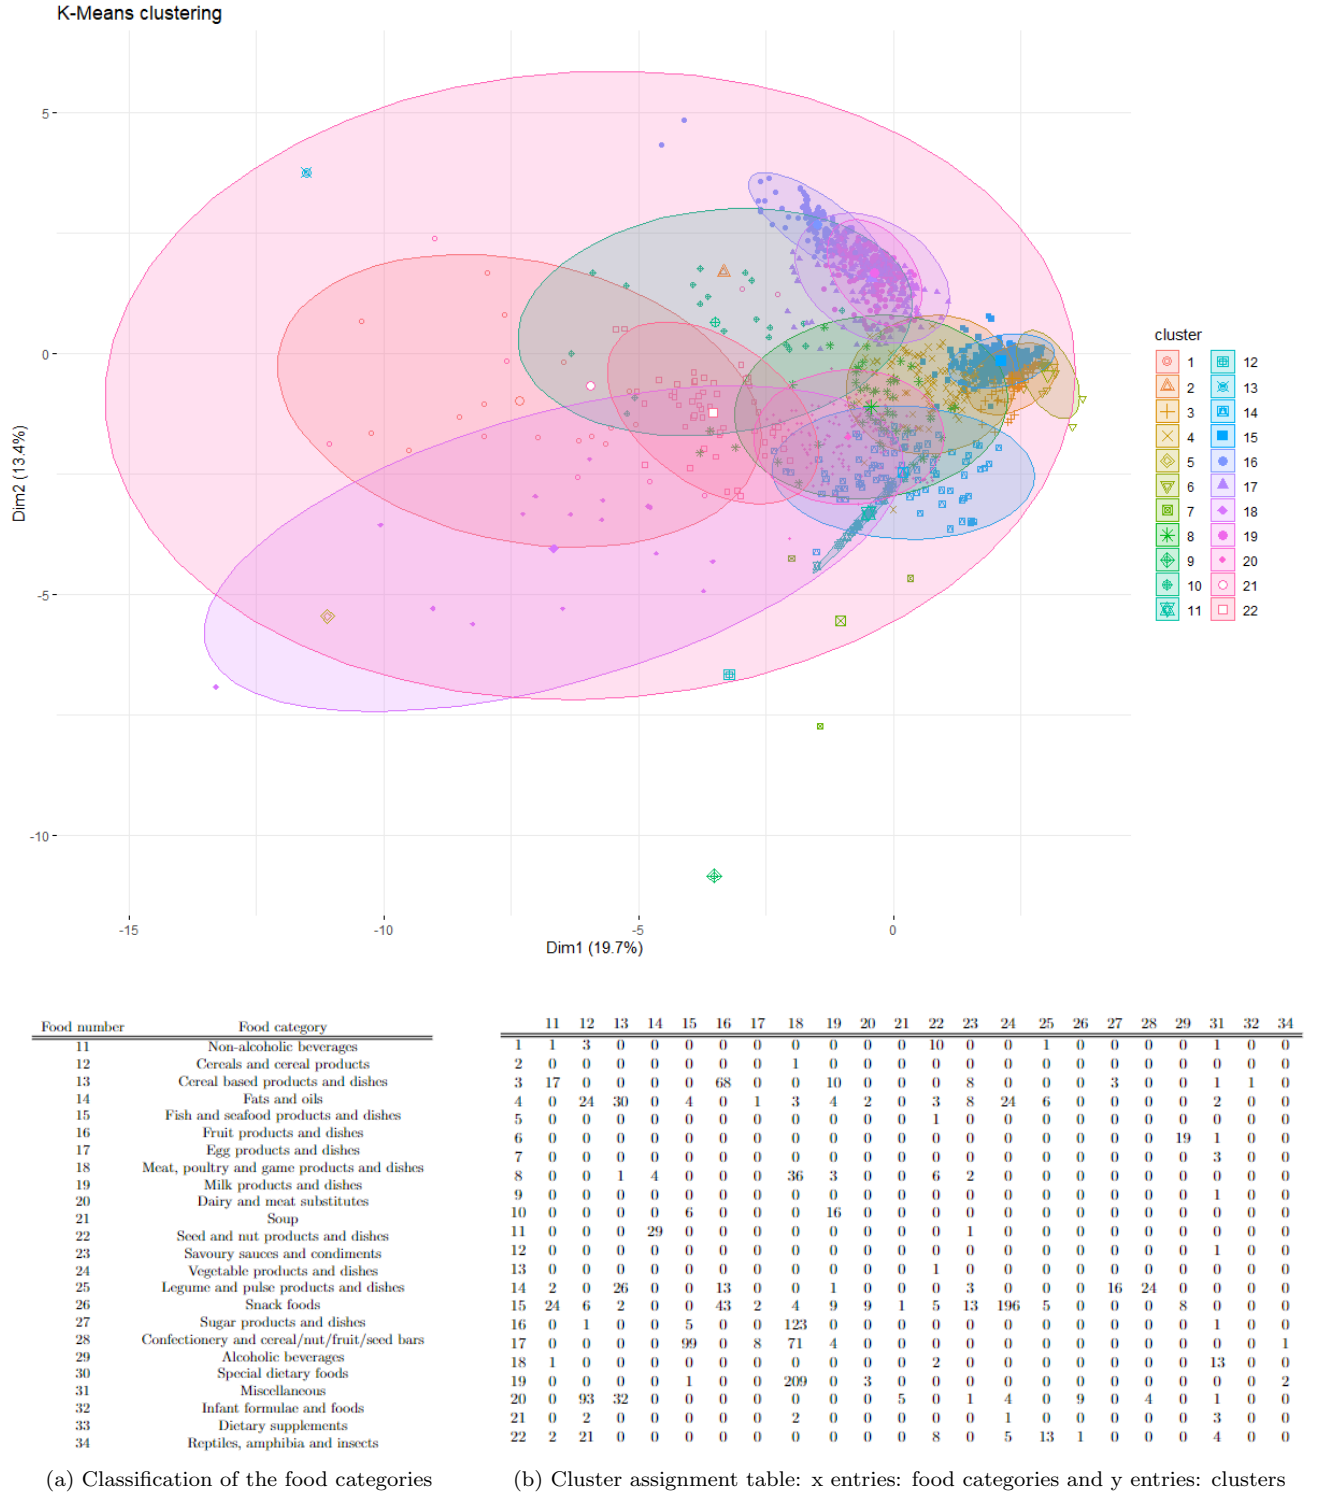 K-Means clustering
5
0
-5
-10
Dim2 (13.4%)
-15 -10 -5 0
Dim1 (19.7%)
cluster
1 12
2 13
3 14
4 15
5 16
6 17
7 18
8 19
9 20
10 21
11 22
Food number Food category
11 Non-alcoholic beverages
12 Cereals and cereal products
13 Cereal based products and dishes
14 Fats and oils
15 Fish and seafood products and dishes
16 Fruit products and dishes
17 Egg products and dishes
18 Meat, poultry and game products and dishes
19 Milk products and dishes
20 Dairy and meat substitutes
21 Soup
22 Seed and nut products and dishes
23 Savoury sauces and condiments
24 Vegetable products and dishes
25 Legume and pulse products and dishes
26 Snack foods
27 Sugar products and dishes
28 Confectionery and cereal/nut/fruit/seed bars
29 Alcoholic beverages
30 Special dietary foods
31 Miscellaneous
32 Infant formulae and foods
33 Dietary supplements
34 Reptiles, amphibia and insects
(a) Classification of the food categories
11 12 13 14 15 16 17 18 19 20 21 22 23 24 25 26 27 28 29 31 32 34
1 1 3 0 0 0 0 0 0 0 0 0 10 0 0 1 0 0 0 0 1 0 0
2 0 0 0 0 0 0 0 1 0 0 0 0 0 0 0 0 0 0 0 0 0 0
3 17 0 0 0 0 68 0 0 10 0 0 0 8 0 0 0 3 0 0 1 1 0
4 0 24 30 0 4 0 1 3 4 2 0 3 8 24 6 0 0 0 0 2 0 0
5 0 0 0 0 0 0 0 0 0 0 0 1 0 0 0 0 0 0 0 0 0 0
6 0 0 0 0 0 0 0 0 0 0 0 0 0 0 0 0 0 0 19 1 0 0
7 0 0 0 0 0 0 0 0 0 0 0 0 0 0 0 0 0 0 0 3 0 0
8 0 0 1 4 0 0 0 36 3 0 0 6 2 0 0 0 0 0 0 0 0 0
9 0 0 0 0 0 0 0 0 0 0 0 0 0 0 0 0 0 0 0 1 0 0
10 0 0 0 0 6 0 0 0 16 0 0 0 0 0 0 0 0 0 0 0 0 0
11 0 0 0 29 0 0 0 0 0 0 0 0 1 0 0 0 0 0 0 0 0 0
12 0 0 0 0 0 0 0 0 0 0 0 0 0 0 0 0 0 0 0 1 0 0
13 0 0 0 0 0 0 0 0 0 0 0 1 0 0 0 0 0 0 0 0 0 0
14 2 0 26 0 0 13 0 0 1 0 0 0 3 0 0 0 16 24 0 0 0 0
15 24 6 2 0 0 43 2 4 9 9 1 5 13 196 5 0 0 0 8 0 0 0
16 0 1 0 0 5 0 0 123 0 0 0 0 0 0 0 0 0 0 0 1 0 0
17 0 0 0 0 99 0 8 71 4 0 0 0 0 0 0 0 0 0 0 0 0 1
18 1 0 0 0 0 0 0 0 0 0 0 2 0 0 0 0 0 0 0 13 0 0
19 0 0 0 0 1 0 0 209 0 3 0 0 0 0 0 0 0 0 0 0 0 2
20 0 93 32 0 0 0 0 0 0 0 5 0 1 4 0 9 0 4 0 1 0 0
21 0 2 0 0 0 0 0 2 0 0 0 0 0 1 0 0 0 0 0 3 0 0
22 2 21 0 0 0 0 0 0 0 0 0 8 0 5 13 1 0 0 0 4 0 0
(b) Cluster assignment table: x entries: food categories and y entries: clusters